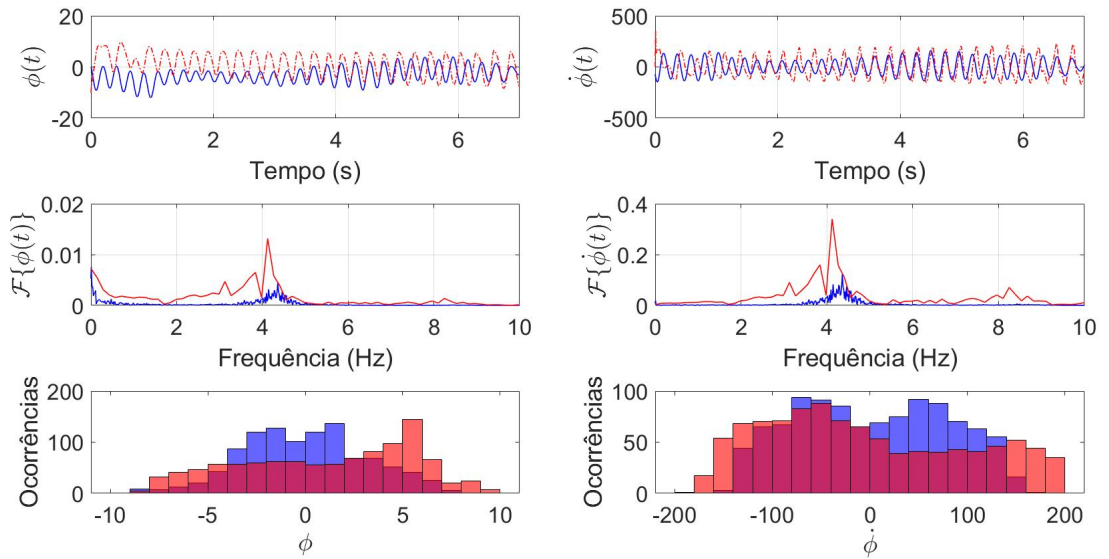 20
0
-20
ϕ(t)
0 2 4 6
Tempo (s)
500
0
-500
ϕ̇(t)
0 2 4 6
Tempo (s)
0.02
0.01
0
ℱ{ϕ(t)}
0 2 4 6 8 10
Frequência (Hz)
0.4
0.2
0
ℱ{ϕ̇(t)}
0 2 4 6 8 10
Frequência (Hz)
200
100
0
Ocorrências
-10 -5 0 5 10
ϕ
100
50
0
Ocorrências
-200 -100 0 100 200
ϕ̇